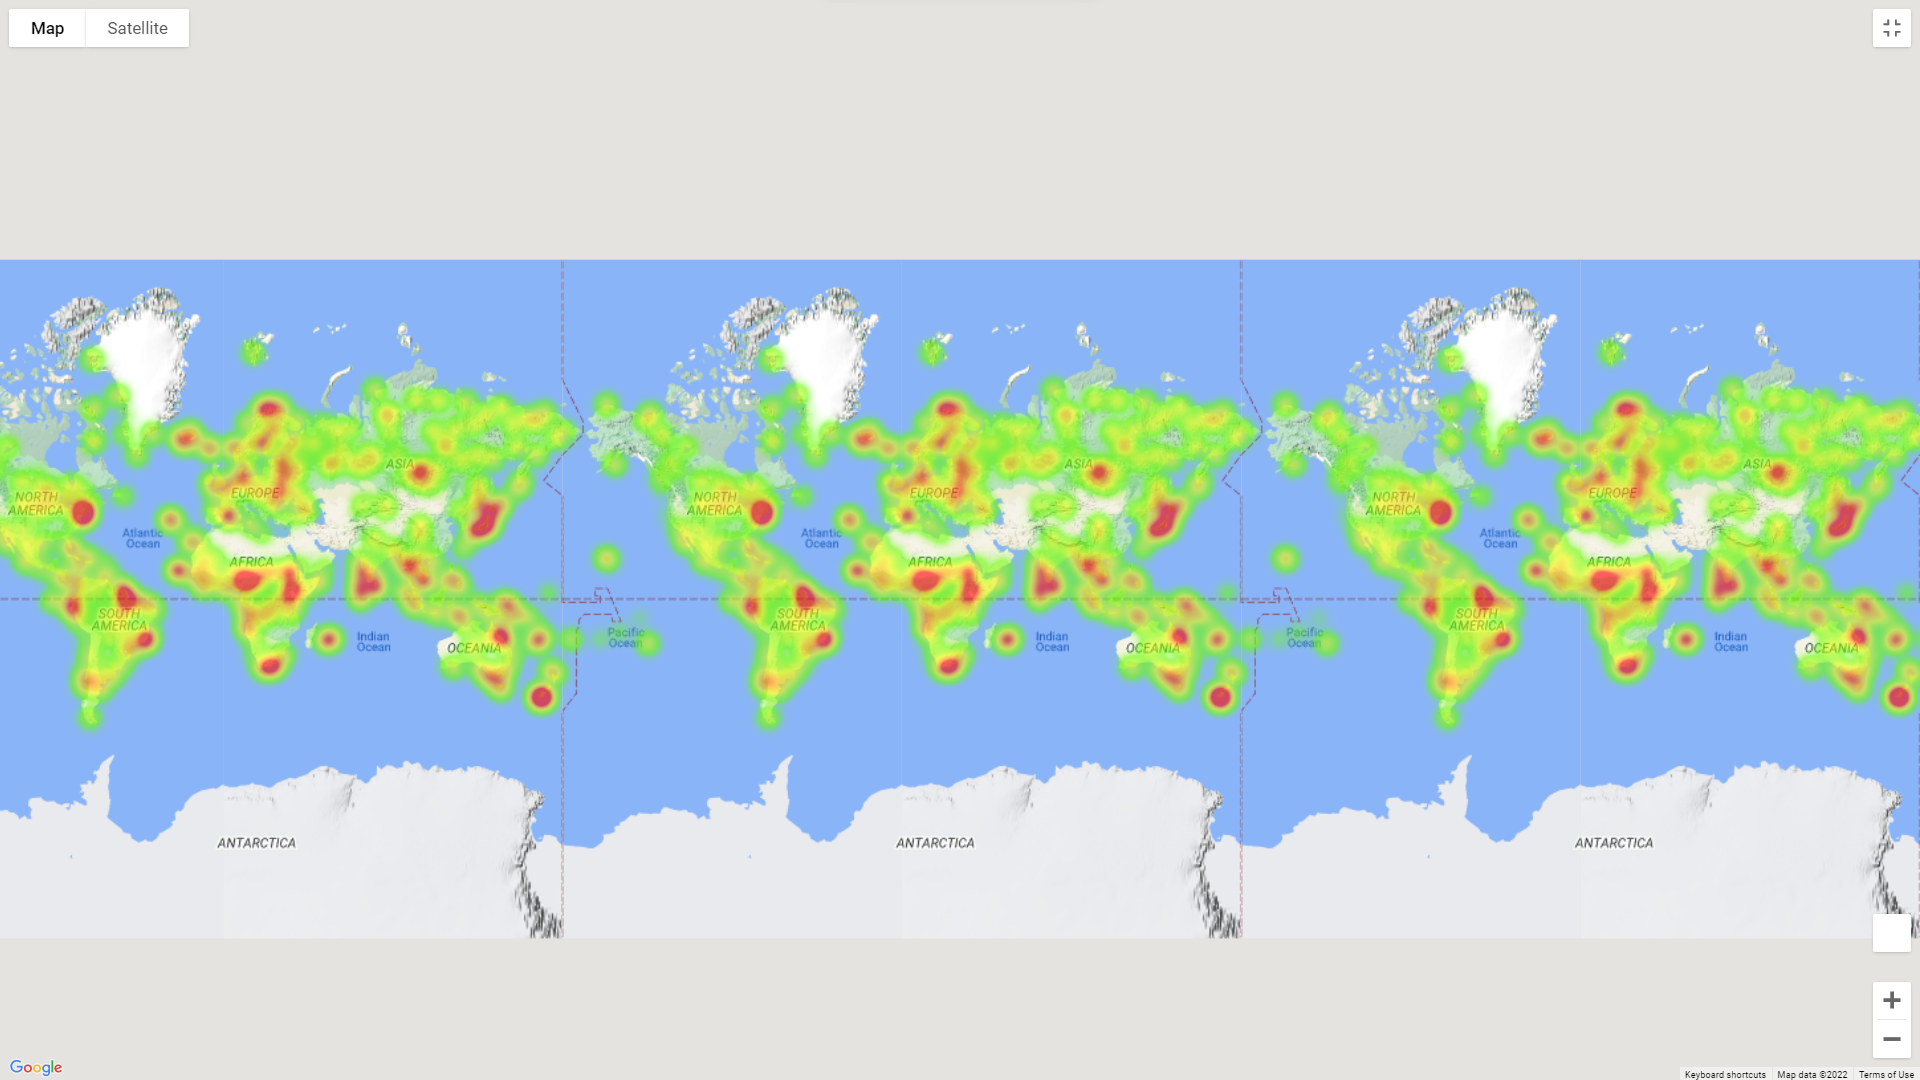 Map Satellite
ASIA
ASIA
ASIA
NORTH
AMERICA
EUROPE
NORTH
AMERICA
EUROPE
NORTH
AMERICA
EUROPE
Atlantic
Ocean
Atlantic
Ocean
Atlantic
Ocean
AFRICA
AFRICA
AFRICA
SOUTH
AMERICA
SOUTH
AMERICA
SOUTH
AMERICA
Indian
Ocean
Pacific
Ocean
Indian
Ocean
Pacific
Ocean
Indian
Ocean
OCEANIA
OCEANIA
OCEANIA
ANTARCTICA
ANTARCTICA
ANTARCTICA
Google
Keyboard shortcuts Map data ©2022 Terms of Use